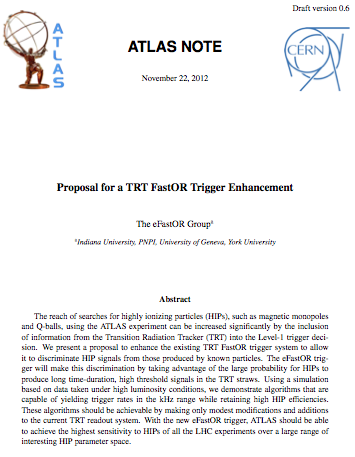 Draft version 0.6
ATLAS
CERN
ATLAS NOTE
November 22, 2012
Proposal for a TRT FastOR Trigger Enhancement
The eFastOR Groupᵃ
ᵃIndiana University, PNPI, University of Geneva, York University
Abstract
The reach of searches for highly ionizing particles (HIPs), such as magnetic monopoles
and Q-balls, using the ATLAS experiment can be increased significantly by the inclusion
of information from the Transition Radiation Tracker (TRT) into the Level-1 trigger deci-
sion. We present a proposal to enhance the existing TRT FastOR trigger system to allow
it to discriminate HIP signals from those produced by known particles. The eFastOR trig-
ger will make this discrimination by taking advantage of the large probability for HIPs to
produce long time-duration, high threshold signals in the TRT straws. Using a simulation
based on data taken under high luminosity conditions, we demonstrate algorithms that are
capable of yielding trigger rates in the kHz range while retaining high HIP efficiencies.
These algorithms should be achievable by making only modest modifications and additions
to the current TRT readout system. With the new eFastOR trigger, ATLAS should be able
to achieve the highest sensitivity to HIPs of all the LHC experiments over a large range of
interesting HIP parameter space.